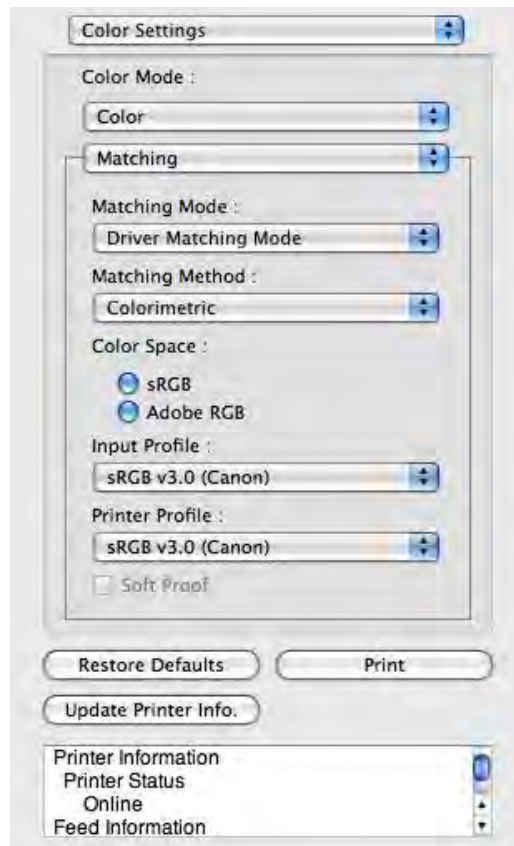 Color Settings
Color Mode :
Color
Matching
Matching Mode :
Driver Matching Mode
Matching Method :
Colorimetric
Color Space :
sRGB
Adobe RGB
Input Profile :
sRGB v3.0 (Canon)
Printer Profile :
sRGB v3.0 (Canon)
Soft Proof
Restore Defaults Print
Update Printer Info.
Printer Information
Printer Status
Online
Feed Information